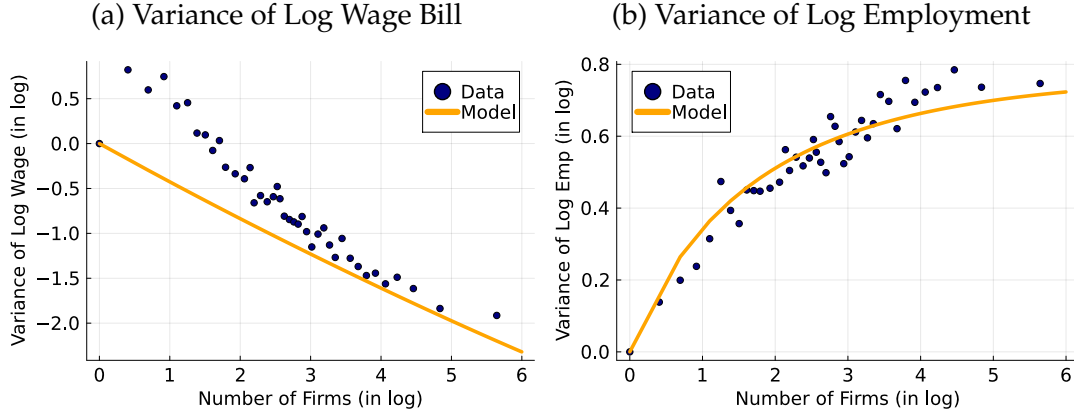 (a) Variance of Log Wage Bill
Variance of Log Wage (in log)
0.5
0.0
−0.5
−1.0
−1.5
−2.0
Data
Model
0 1 2 3 4 5 6
Number of Firms (in log)
(b) Variance of Log Employment
Variance of Log Emp (in log)
0.8
0.6
0.4
0.2
0.0
Data
Model
0 1 2 3 4 5 6
Number of Firms (in log)